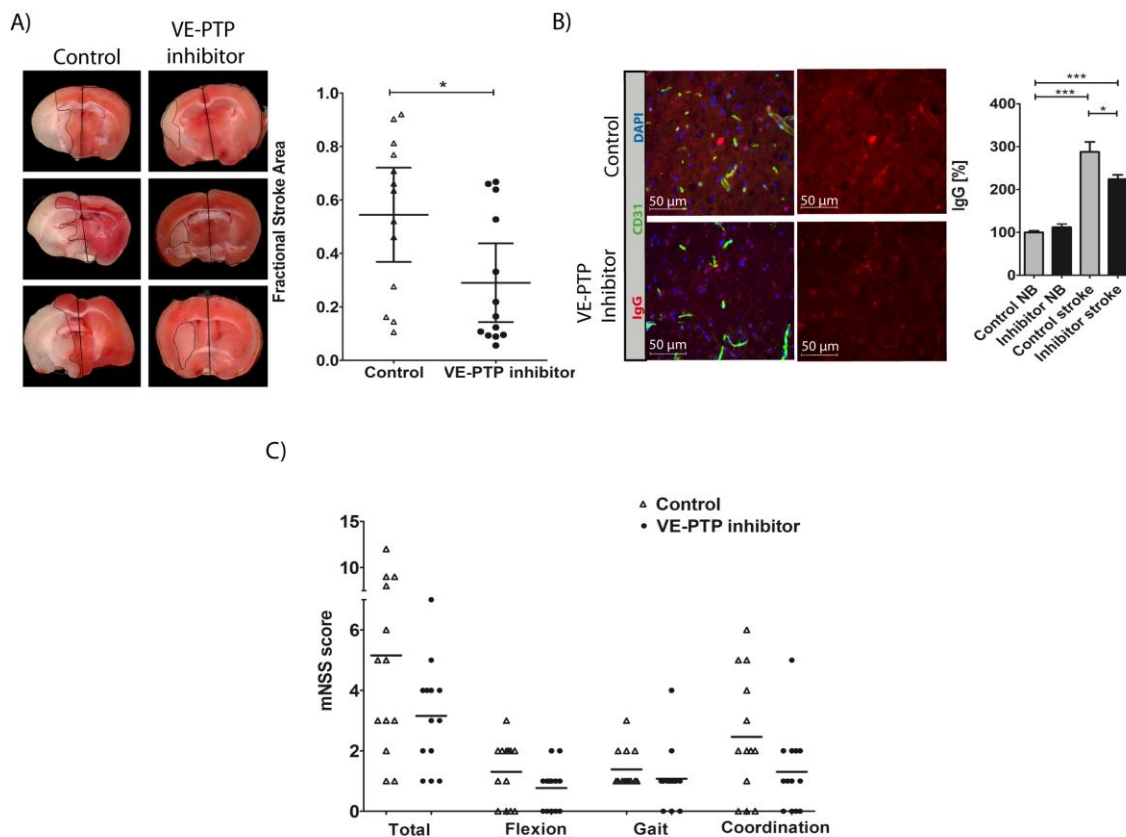 A)
Control
VE-PTP
inhibitor
Fractional Stroke Area
1.0
0.8
0.6
0.4
0.2
0.0
*
Control
VE-PTP inhibitor
B)
IgG
CD31
DAPI
Control
VE-PTP
Inhibitor
50 µm
50 µm
50 µm
50 µm
IgG [%]
400
300
200
100
0
***
***
*
Control NB
Inhibitor NB
Control stroke
Inhibitor stroke
C)
Control
VE-PTP inhibitor
mNSS score
15
10
6
4
2
0
Total
Flexion
Gait
Coordination